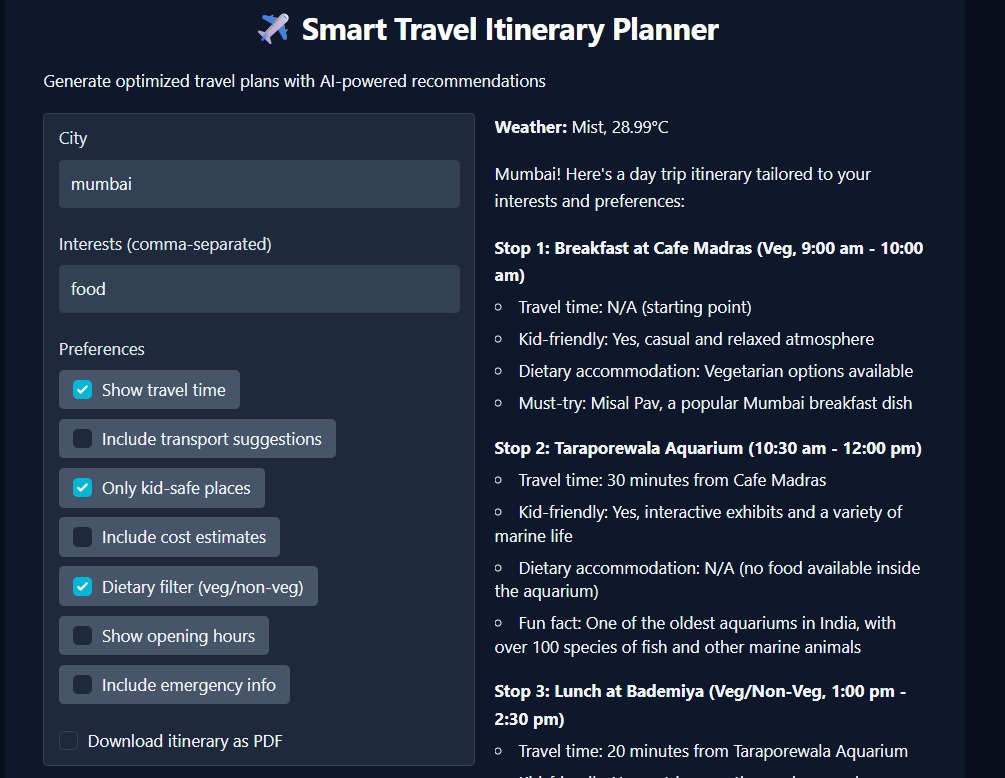 Smart Travel Itinerary Planner
Generate optimized travel plans with AI-powered recommendations
City
mumbai
Interests (comma-separated)
food
Preferences
Show travel time
Include transport suggestions
Only kid-safe places
Include cost estimates
Dietary filter (veg/non-veg)
Show opening hours
Include emergency info
Download itinerary as PDF
Weather: Mist, 28.99°C
Mumbai! Here's a day trip itinerary tailored to your
interests and preferences:
Stop 1: Breakfast at Cafe Madras (Veg, 9:00 am - 10:00
am)
Travel time: N/A (starting point)
Kid-friendly: Yes, casual and relaxed atmosphere
Dietary accommodation: Vegetarian options available
Must-try: Misal Pav, a popular Mumbai breakfast dish
Stop 2: Taraporewala Aquarium (10:30 am - 12:00 pm)
Travel time: 30 minutes from Cafe Madras
Kid-friendly: Yes, interactive exhibits and a variety of
marine life
Dietary accommodation: N/A (no food available inside
the aquarium)
Fun fact: One of the oldest aquariums in India, with
over 100 species of fish and other marine animals
Stop 3: Lunch at Bademiya (Veg/Non-Veg, 1:00 pm -
2:30 pm)
Travel time: 20 minutes from Taraporewala Aquarium